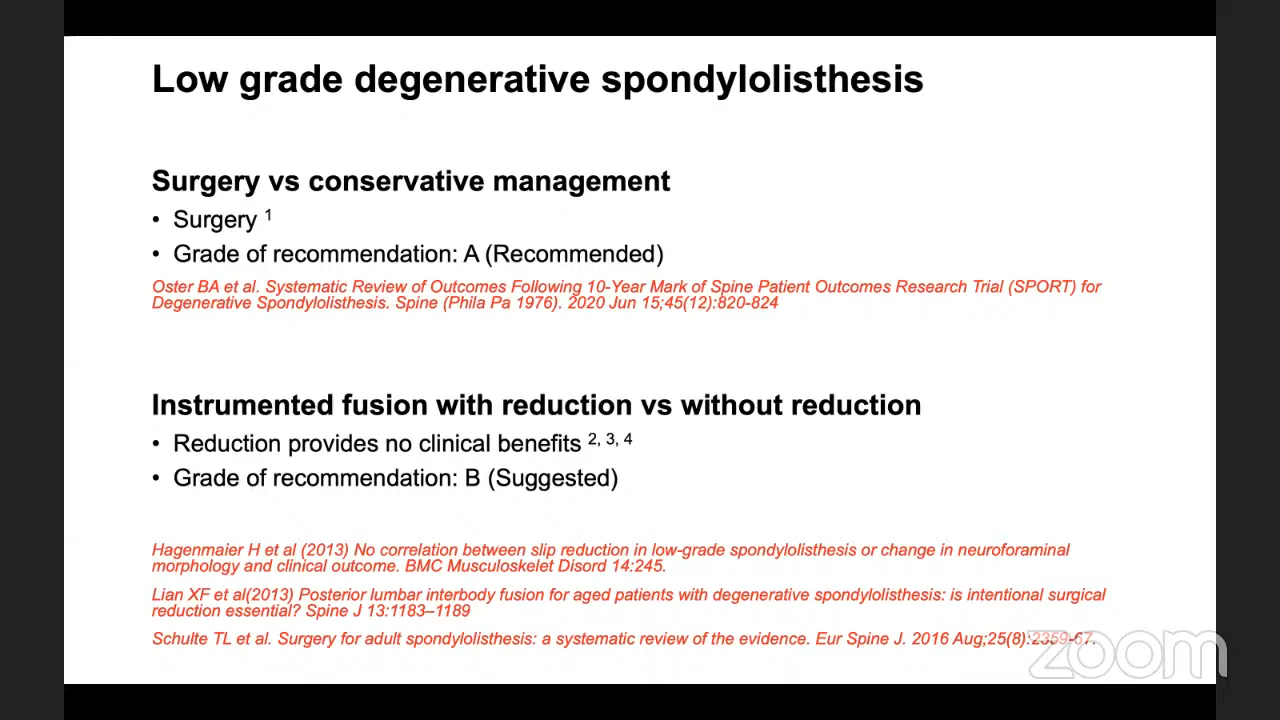 Low grade degenerative spondylolisthesis
Surgery vs conservative management
• Surgery 1
• Grade of recommendation: A (Recommended)
Oster BA et al. Systematic Review of Outcomes Following 10-Year Mark of Spine Patient Outcomes Research Trial (SPORT) for
Degenerative Spondylolisthesis. Spine (Phila Pa 1976). 2020 Jun 15;45(12):820-824
Instrumented fusion with reduction vs without reduction
• Reduction provides no clinical benefits 2, 3, 4
• Grade of recommendation: B (Suggested)
Hagenmaier H et al (2013) No correlation between slip reduction in low-grade spondylolisthesis or change in neuroforaminal
morphology and clinical outcome. BMC Musculoskelet Disord 14:245.
Lian XF et al(2013) Posterior lumbar interbody fusion for aged patients with degenerative spondylolisthesis: is intentional surgical
reduction essential? Spine J 13:1183–1189
Schulte TL et al. Surgery for adult spondylolisthesis: a systematic review of the evidence. Eur Spine J. 2016 Aug;25(8):2359-67.
zoom